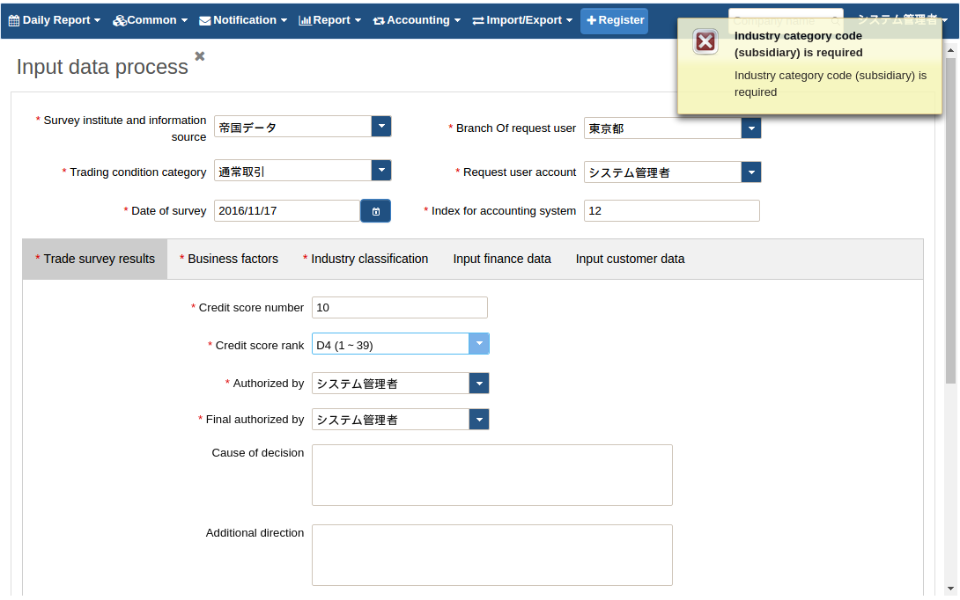 Daily Report Common Notification Report Accounting Import/Export Register Company name システム管理者
Industry category code
(subsidiary) is required
Industry category code (subsidiary) is
required
Input data process
* Survey institute and information
source
帝国データ
* Branch Of request user 東京都
* Trading condition category 通常取引
* Request user account システム管理者
* Date of survey 2016/11/17
* Index for accounting system 12
* Trade survey results * Business factors * Industry classification Input finance data Input customer data
* Credit score number 10
* Credit score rank D4 (1 ~ 39)
* Authorized by システム管理者
* Final authorized by システム管理者
Cause of decision
Additional direction